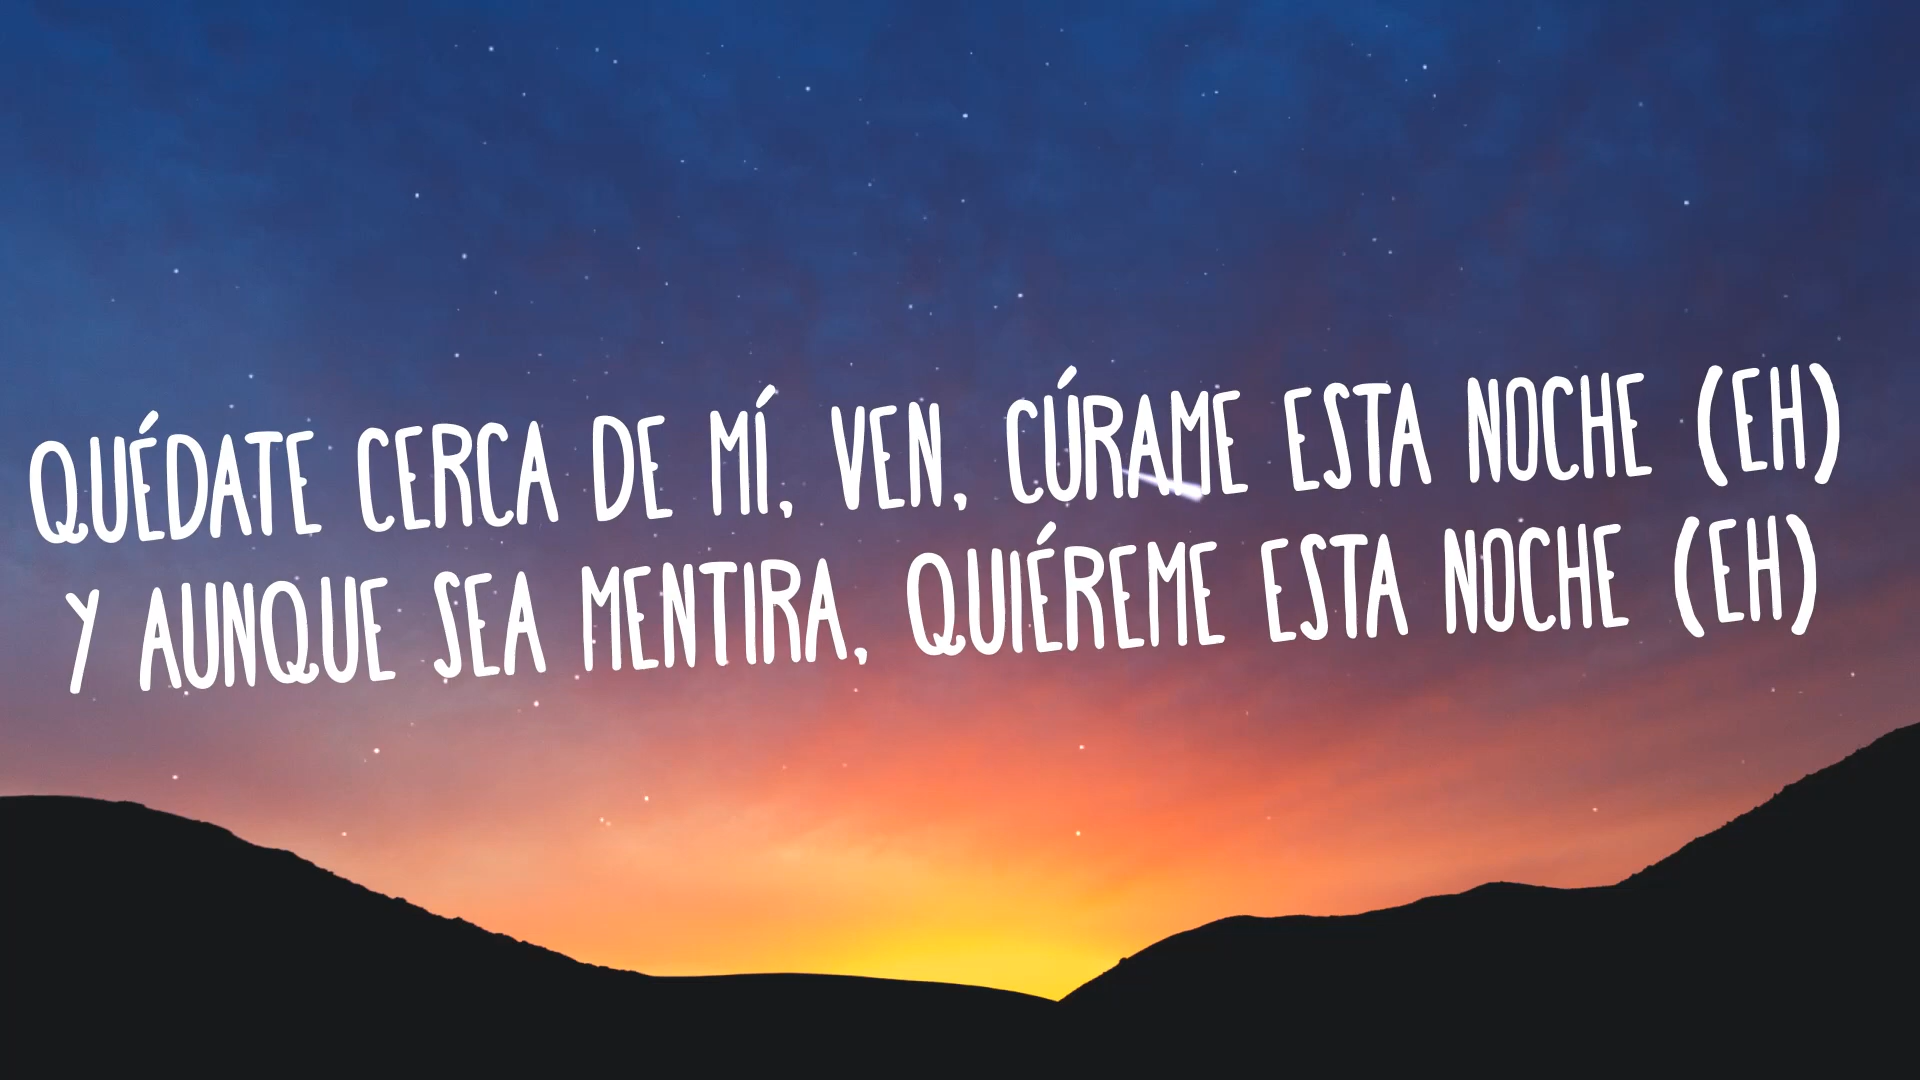 QUÉDATE CERCA DE MÍ, VEN, CÚRAME ESTA NOCHE (EH)
Y AUNQUE SEA MENTIRA, QUIÉREME ESTA NOCHE (EH)